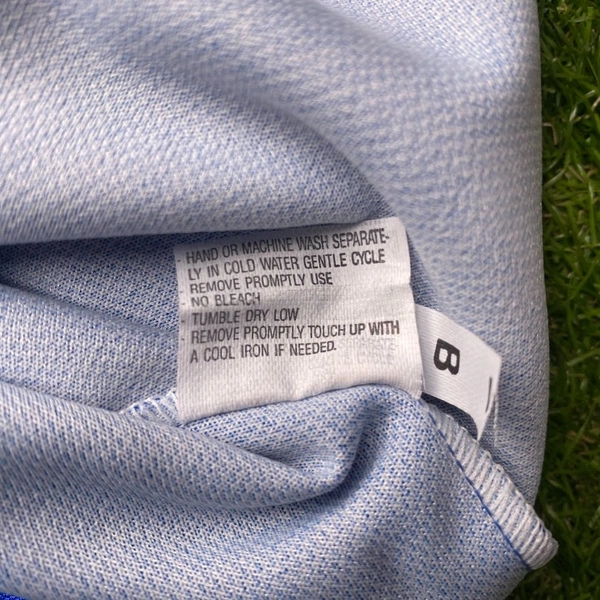 - HAND OR MACHINE WASH SEPARATE-
LY IN COLD WATER GENTLE CYCLE
REMOVE PROMPTLY USE
- NO BLEACH
- TUMBLE DRY LOW
- REMOVE PROMPTLY TOUCH UP WITH
A COOL IRON IF NEEDED.
B